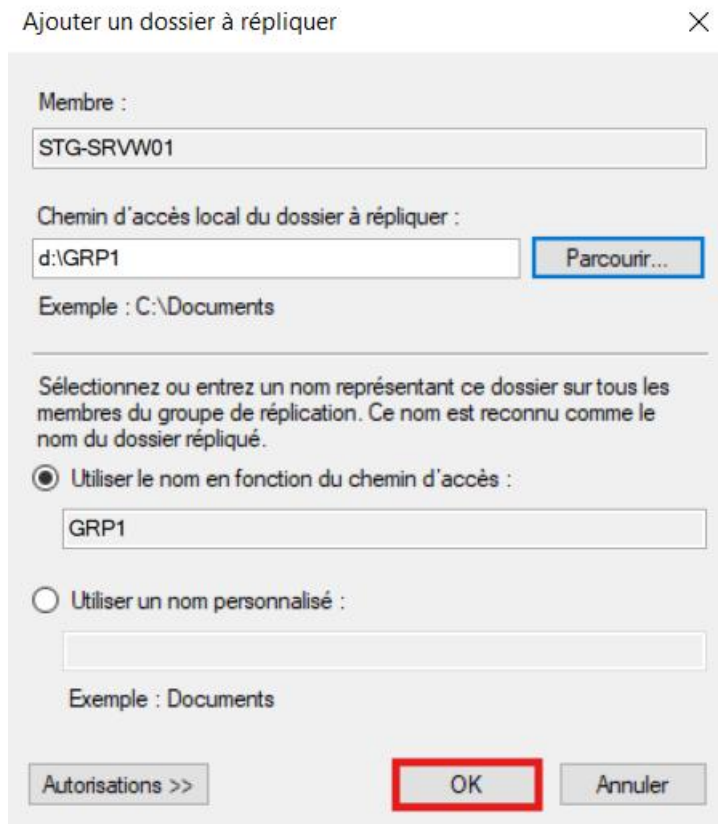 Ajouter un dossier à répliquer
Membre :
STG-SRVW01
Chemin d'accès local du dossier à répliquer :
d:\GRP1
Parcourir...
Exemple : C:\Documents
Sélectionnez ou entrez un nom représentant ce dossier sur tous les
membres du groupe de réplication. Ce nom est reconnu comme le
nom du dossier répliqué.
Utiliser le nom en fonction du chemin d'accès :
GRP1
Utiliser un nom personnalisé :
Exemple : Documents
Autorisations >>
OK
Annuler